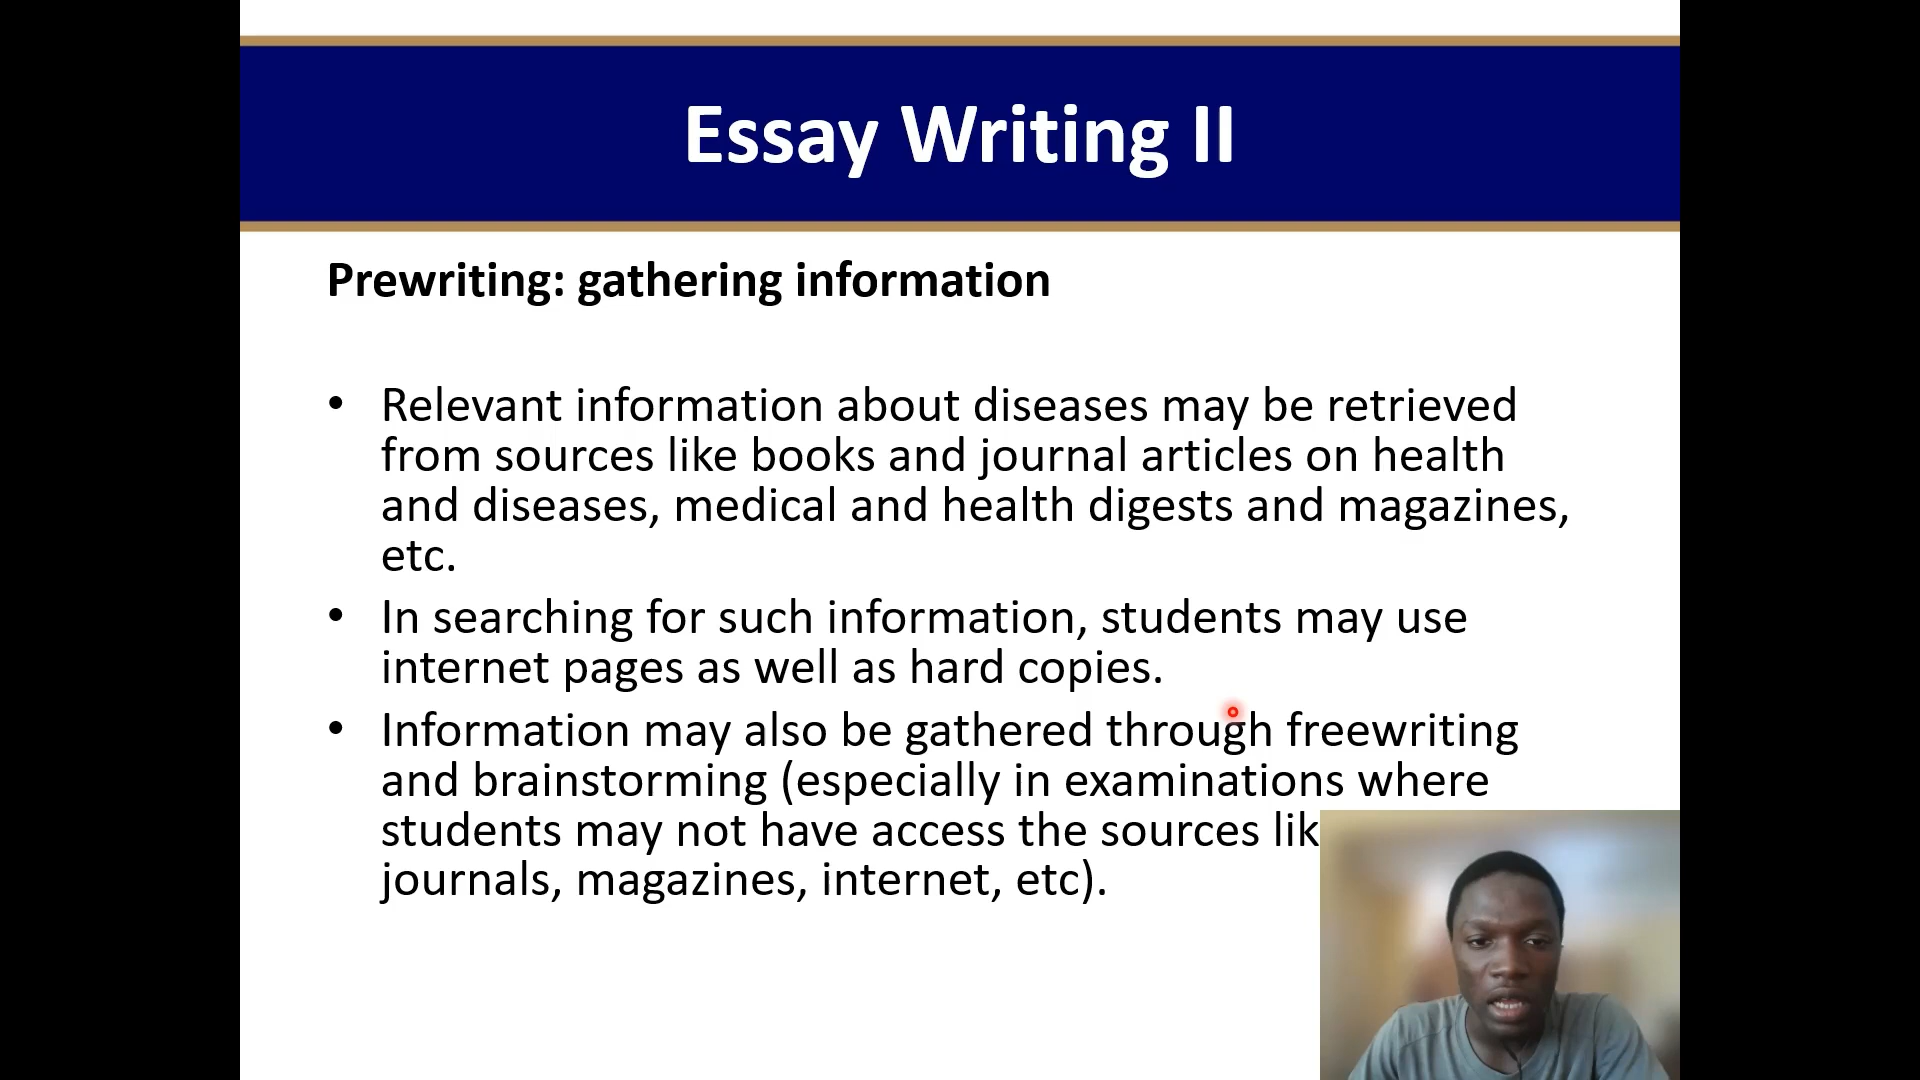 Essay Writing II
Prewriting: gathering information
• Relevant information about diseases may be retrieved
from sources like books and journal articles on health
and diseases, medical and health digests and magazines,
etc.
• In searching for such information, students may use
internet pages as well as hard copies.
• Information may also be gathered through freewriting
and brainstorming (especially in examinations where
students may not have access the sources
journals, magazines, internet, etc).